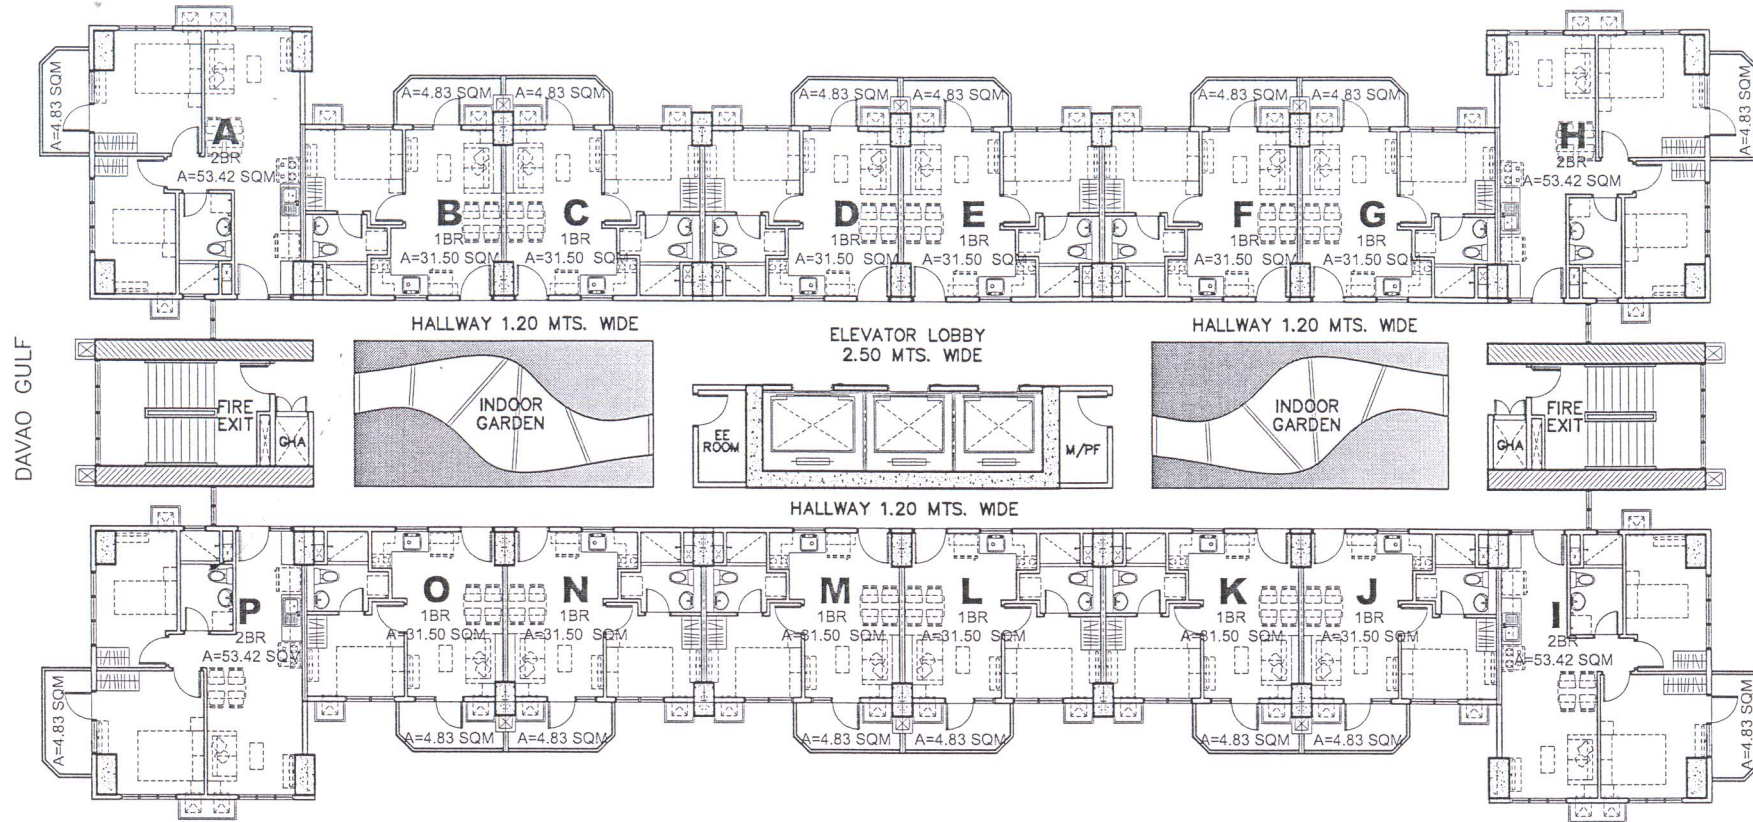 A=4.83 SQM
A
2BR
A=53.42 SQM
A=4.83 SQM
B
1BR
A=31.50 SQM
A=4.83 SQM
C
1BR
A=31.50 SQM
A=4.83 SQM
D
1BR
A=31.50 SQM
A=4.83 SQM
E
1BR
A=31.50 SQM
A=4.83 SQM
F
1BR
A=31.50 SQM
A=4.83 SQM
G
1BR
A=31.50 SQM
H
2BR
A=53.42 SQM
A=4.83 SQM
HALLWAY 1.20 MTS. WIDE
ELEVATOR LOBBY
2.50 MTS. WIDE
HALLWAY 1.20 MTS. WIDE
DAVAO GULF
FIRE
EXIT
GHA
INDOOR
GARDEN
EE
ROOM
M/PF
INDOOR
GARDEN
GHA
FIRE
EXIT
HALLWAY 1.20 MTS. WIDE
P
2BR
A=53.42 SQM
A=4.83 SQM
O
1BR
A=31.50 SQM
A=4.83 SQM
N
1BR
A=31.50 SQM
A=4.83 SQM
M
1BR
A=31.50 SQM
A=4.83 SQM
L
1BR
A=31.50 SQM
A=4.83 SQM
K
1BR
A=31.50 SQM
A=4.83 SQM
J
1BR
A=31.50 SQM
A=4.83 SQM
I
2BR
A=53.42 SQM
A=4.83 SQM